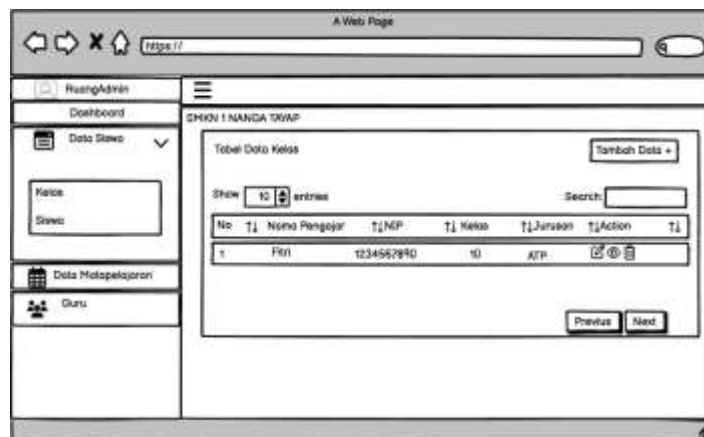 A Web Page
https://
RuangAdmin
Dashboard
SMKN 1 NANGA TAYAP
Data Siswa
Kelas
Siswa
Data Matapelajaran
Guru
Tabel Data Kelas
Tambah Data +
Show 10 entries
Search:
No Nama Pengajar NIP Kelas Jurusan Action
1 Fitri 1234567890 10 ATP
Previus Next